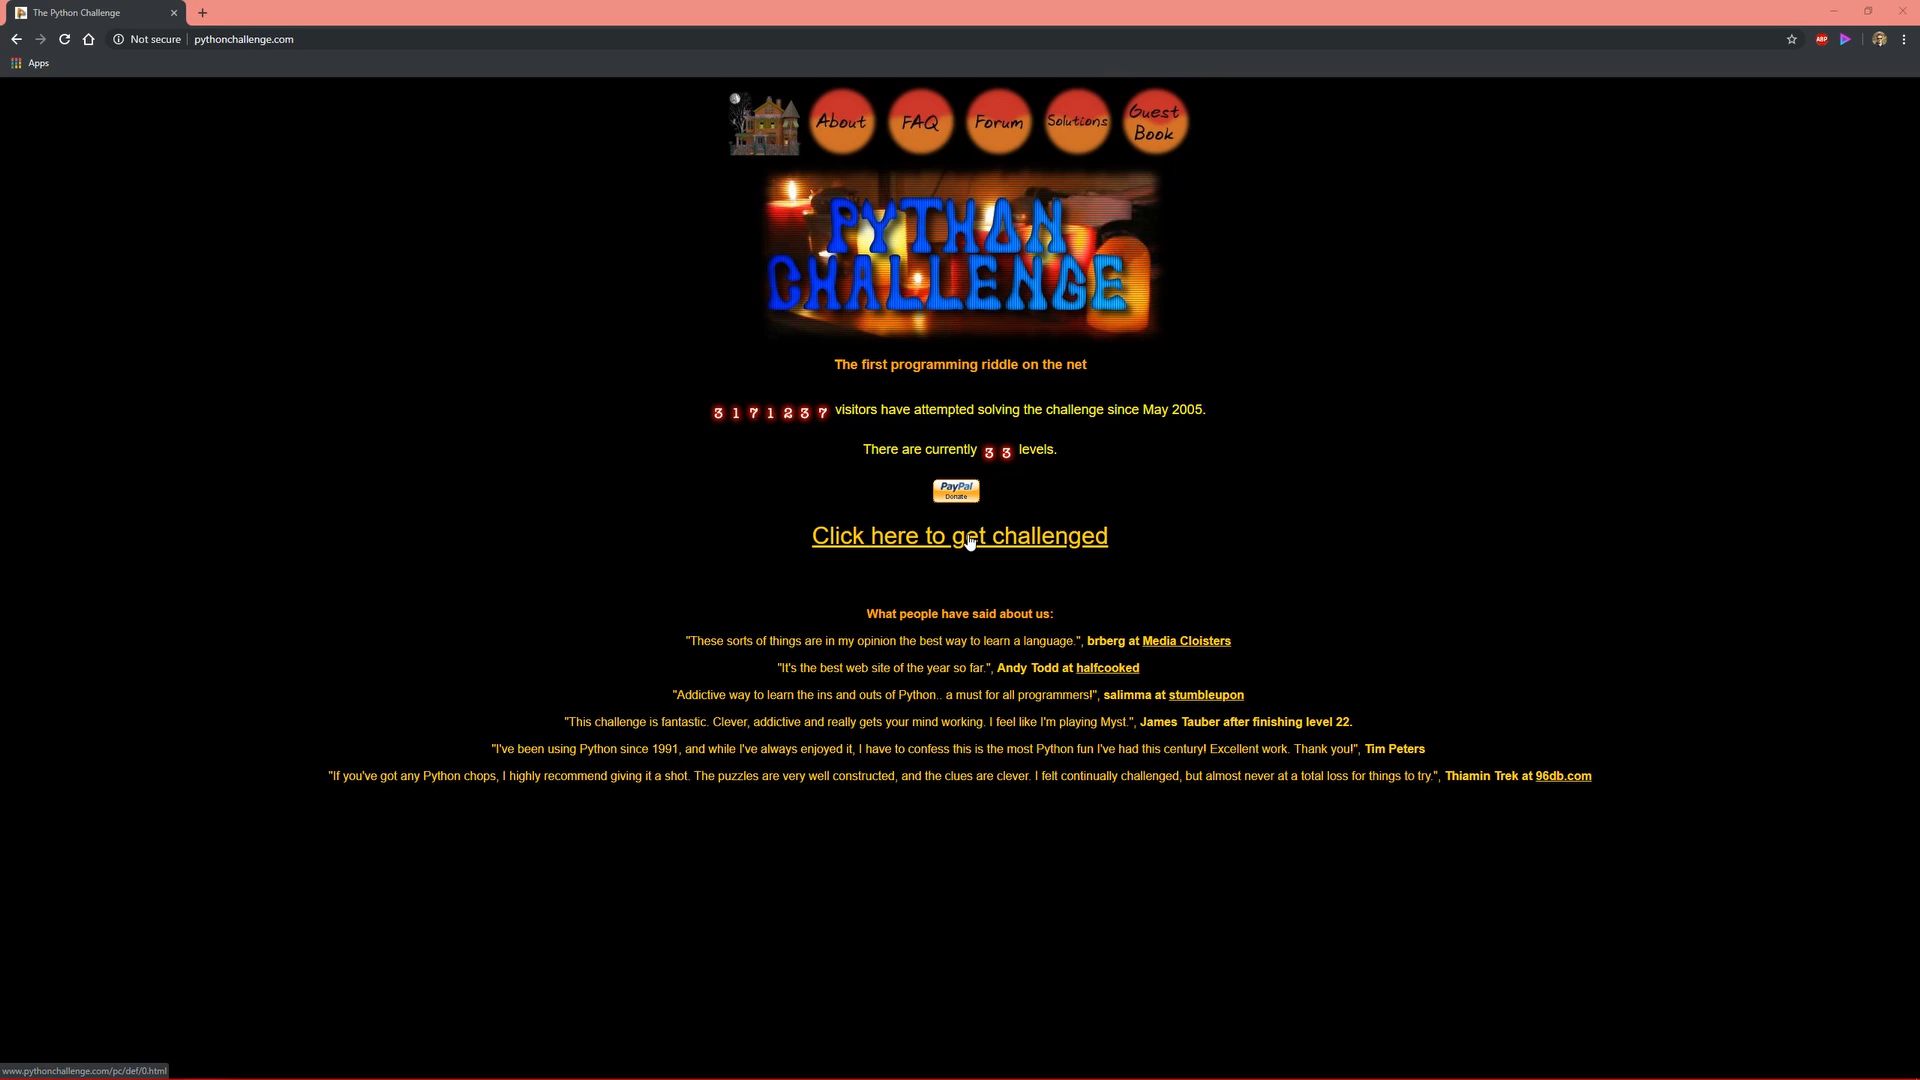 The Python Challenge
Not secure pythonchallenge.com
ABP
Apps
About FAQ Forum Solutions Guest Book
PYTHON
CHALLENGE
The first programming riddle on the net
3171237 visitors have attempted solving the challenge since May 2005.
There are currently 33 levels.
PayPal
Donate
Click here to get challenged
What people have said about us:
"These sorts of things are in my opinion the best way to learn a language.", brberg at Media Cloisters
"It's the best web site of the year so far.", Andy Todd at halfcooked
"Addictive way to learn the ins and outs of Python.. a must for all programmers!", salimma at stumbleupon
"This challenge is fantastic. Clever, addictive and really gets your mind working. I feel like I'm playing Myst.", James Tauber after finishing level 22.
"I've been using Python since 1991, and while I've always enjoyed it, I have to confess this is the most Python fun I've had this century! Excellent work. Thank you!", Tim Peters
"If you've got any Python chops, I highly recommend giving it a shot. The puzzles are very well constructed, and the clues are clever. I felt continually challenged, but almost never at a total loss for things to try.", Thiamin Trek at 96db.com
www.pythonchallenge.com/pc/def/0.html